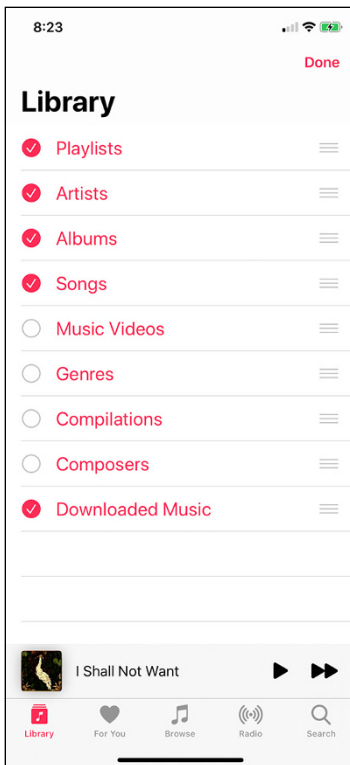 8:23
Done
Library
Playlists
Artists
Albums
Songs
Music Videos
Genres
Compilations
Composers
Downloaded Music
I Shall Not Want
Library For You Browse Radio Search